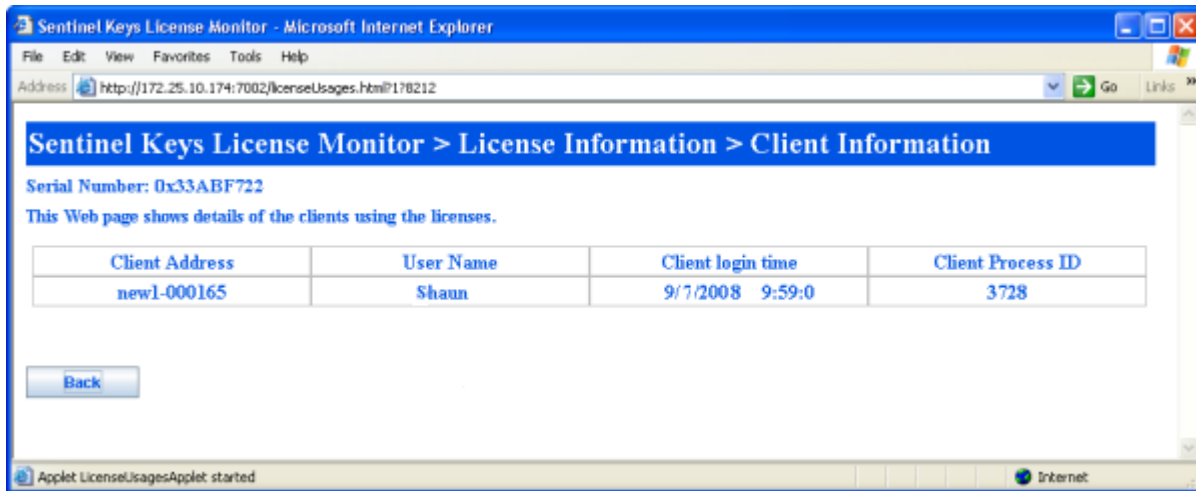 Sentinel Keys License Monitor - Microsoft Internet Explorer
File Edit View Favorites Tools Help
Address http://172.25.10.174:7002/licenseUsages.html?1?8212 Go Links »
Sentinel Keys License Monitor > License Information > Client Information
Serial Number: 0x33ABF722
This Web page shows details of the clients using the licenses.
Client Address User Name Client login time Client Process ID
new1-000165 Shaun 9/7/2008 9:59:0 3728
Back
Applet LicenseUsagesApplet started Internet